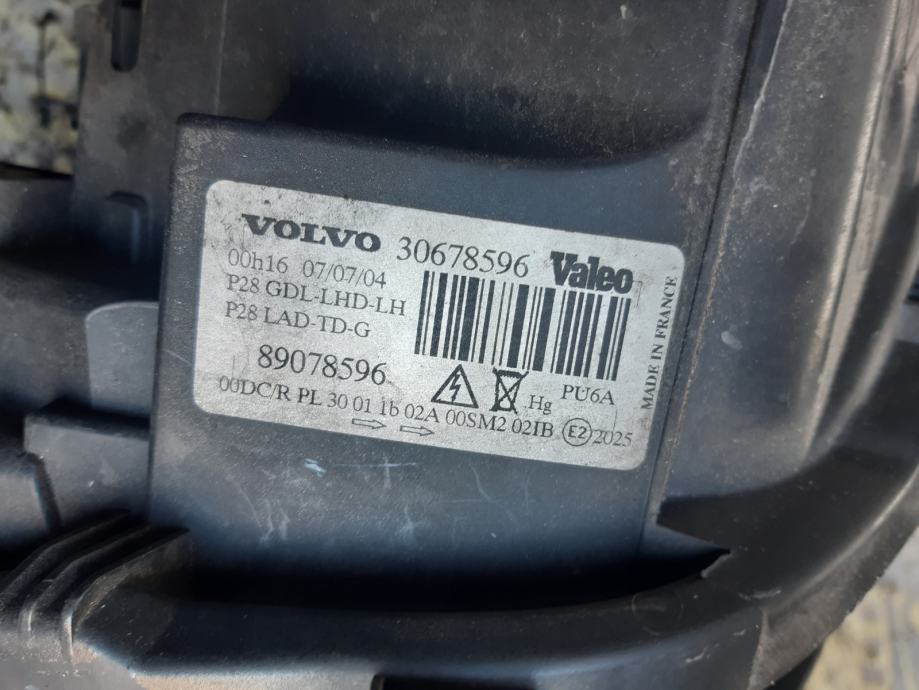 VOLVO 30678596 Valeo
00h16 07/07/04
P28 GDL-LHD-LH
P28 LAD-TD-G
89078596
Hg PU6A
00DC/R PL 30 01 1b 02A 00SM2 02IB E2 2025
MADE IN FRANCE